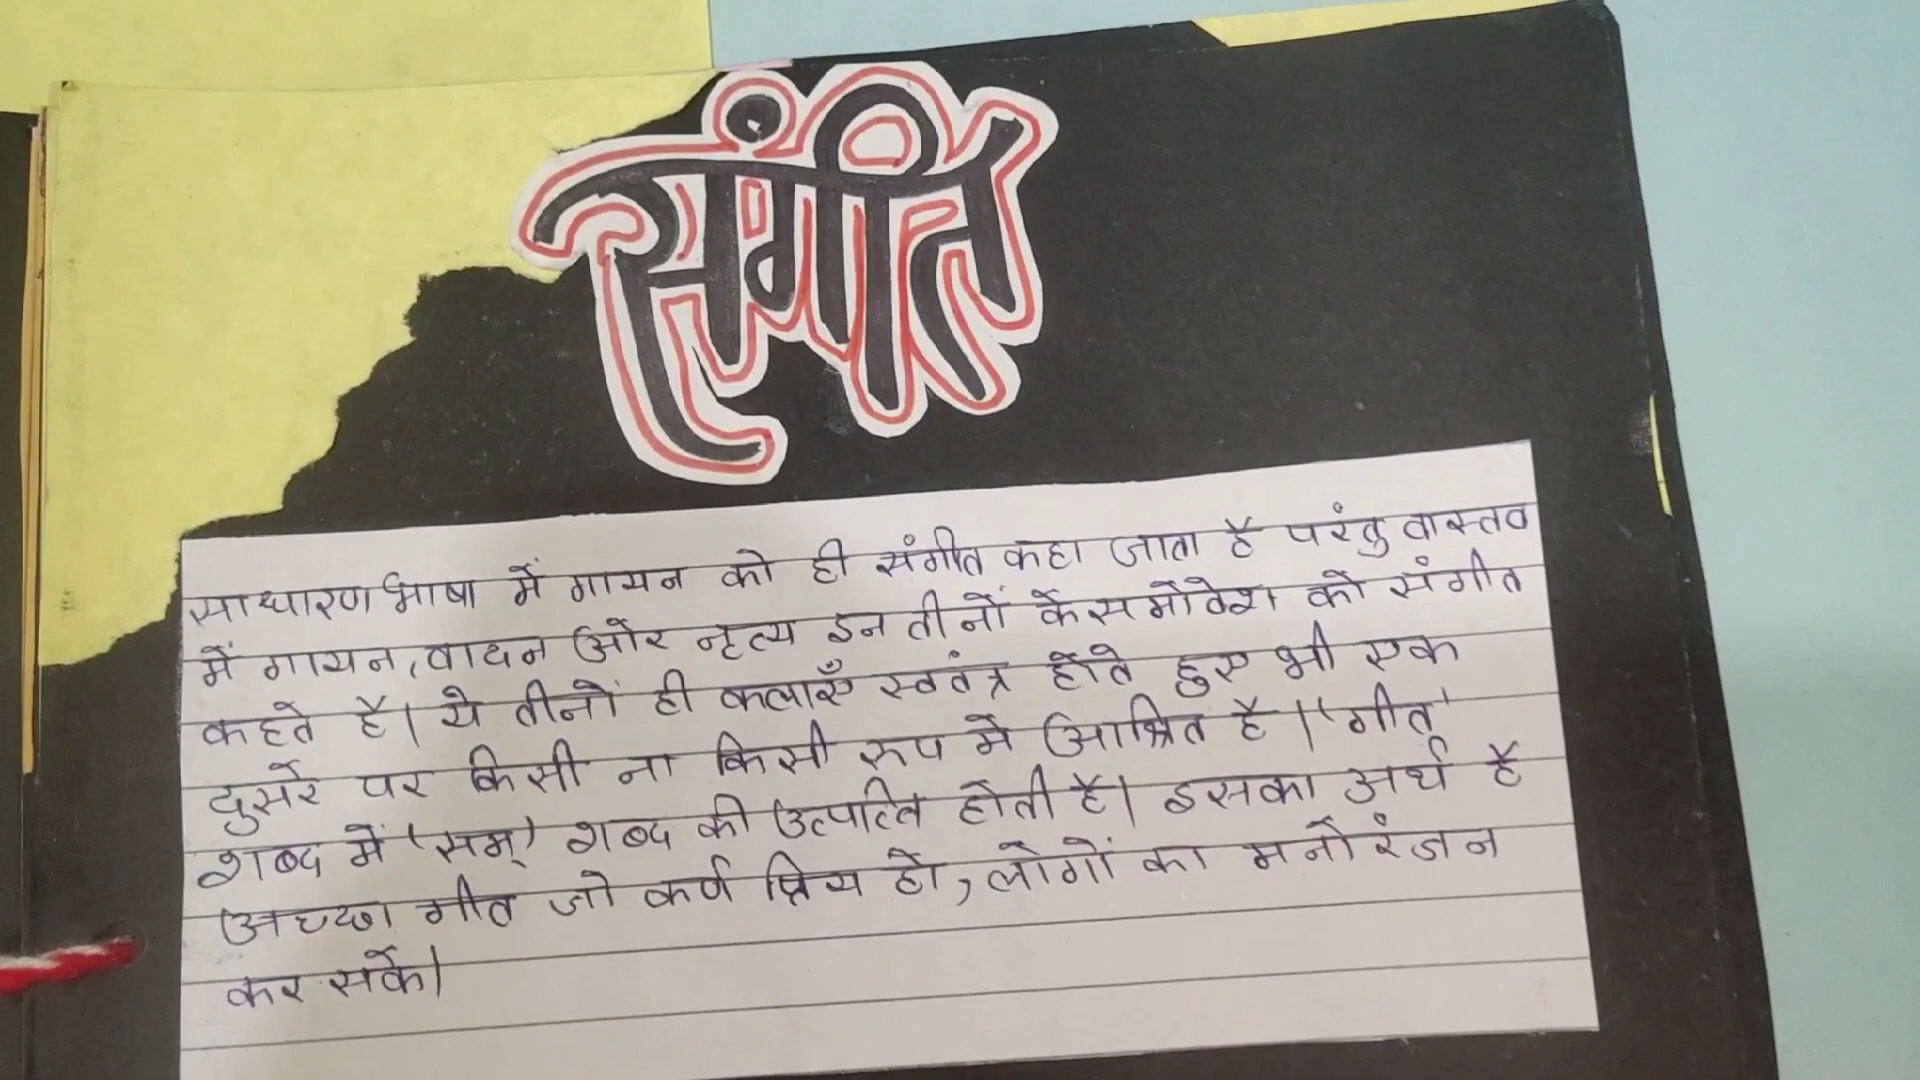 संगीत
साधारण भाषा में गायन को ही संगीत कहा जाता है परंतु वास्तव
में गायन, वादन और नृत्य इन तीनों के समावेश को संगीत
कहते है। ये तीनों ही कलाएँ स्वतंत्र होते हुए भी एक
दुसरे पर किसी ना किसी रूप में आश्रित है। 'गीत'
शब्द में 'सम्' शब्द की उत्पत्ति होती है। इसका अर्थ है
अच्छा गीत जो कर्ण प्रिय हो, लोगों का मनोरंजन
कर सके।